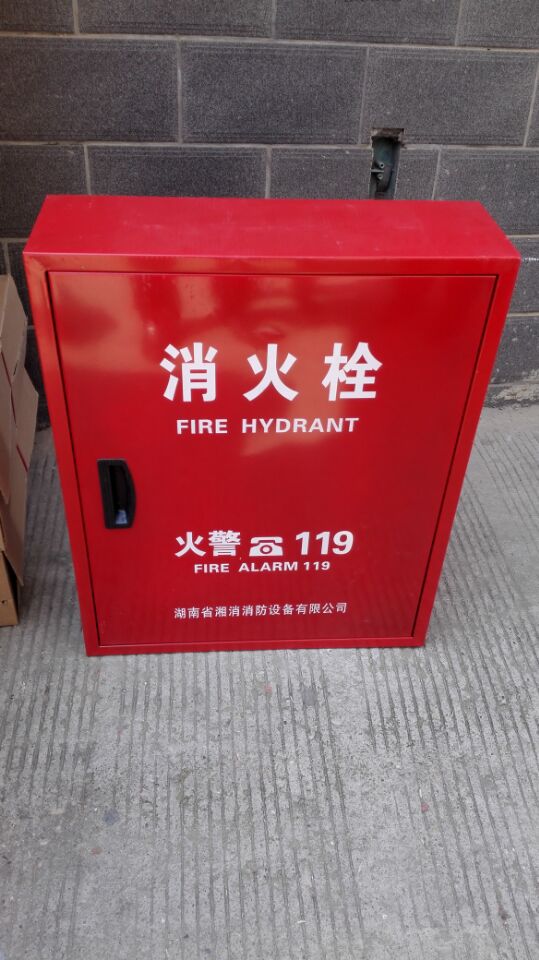 消火栓
FIRE HYDRANT
火警 ☎ 119
FIRE ALARM 119
湖南省湘消消防设备有限公司